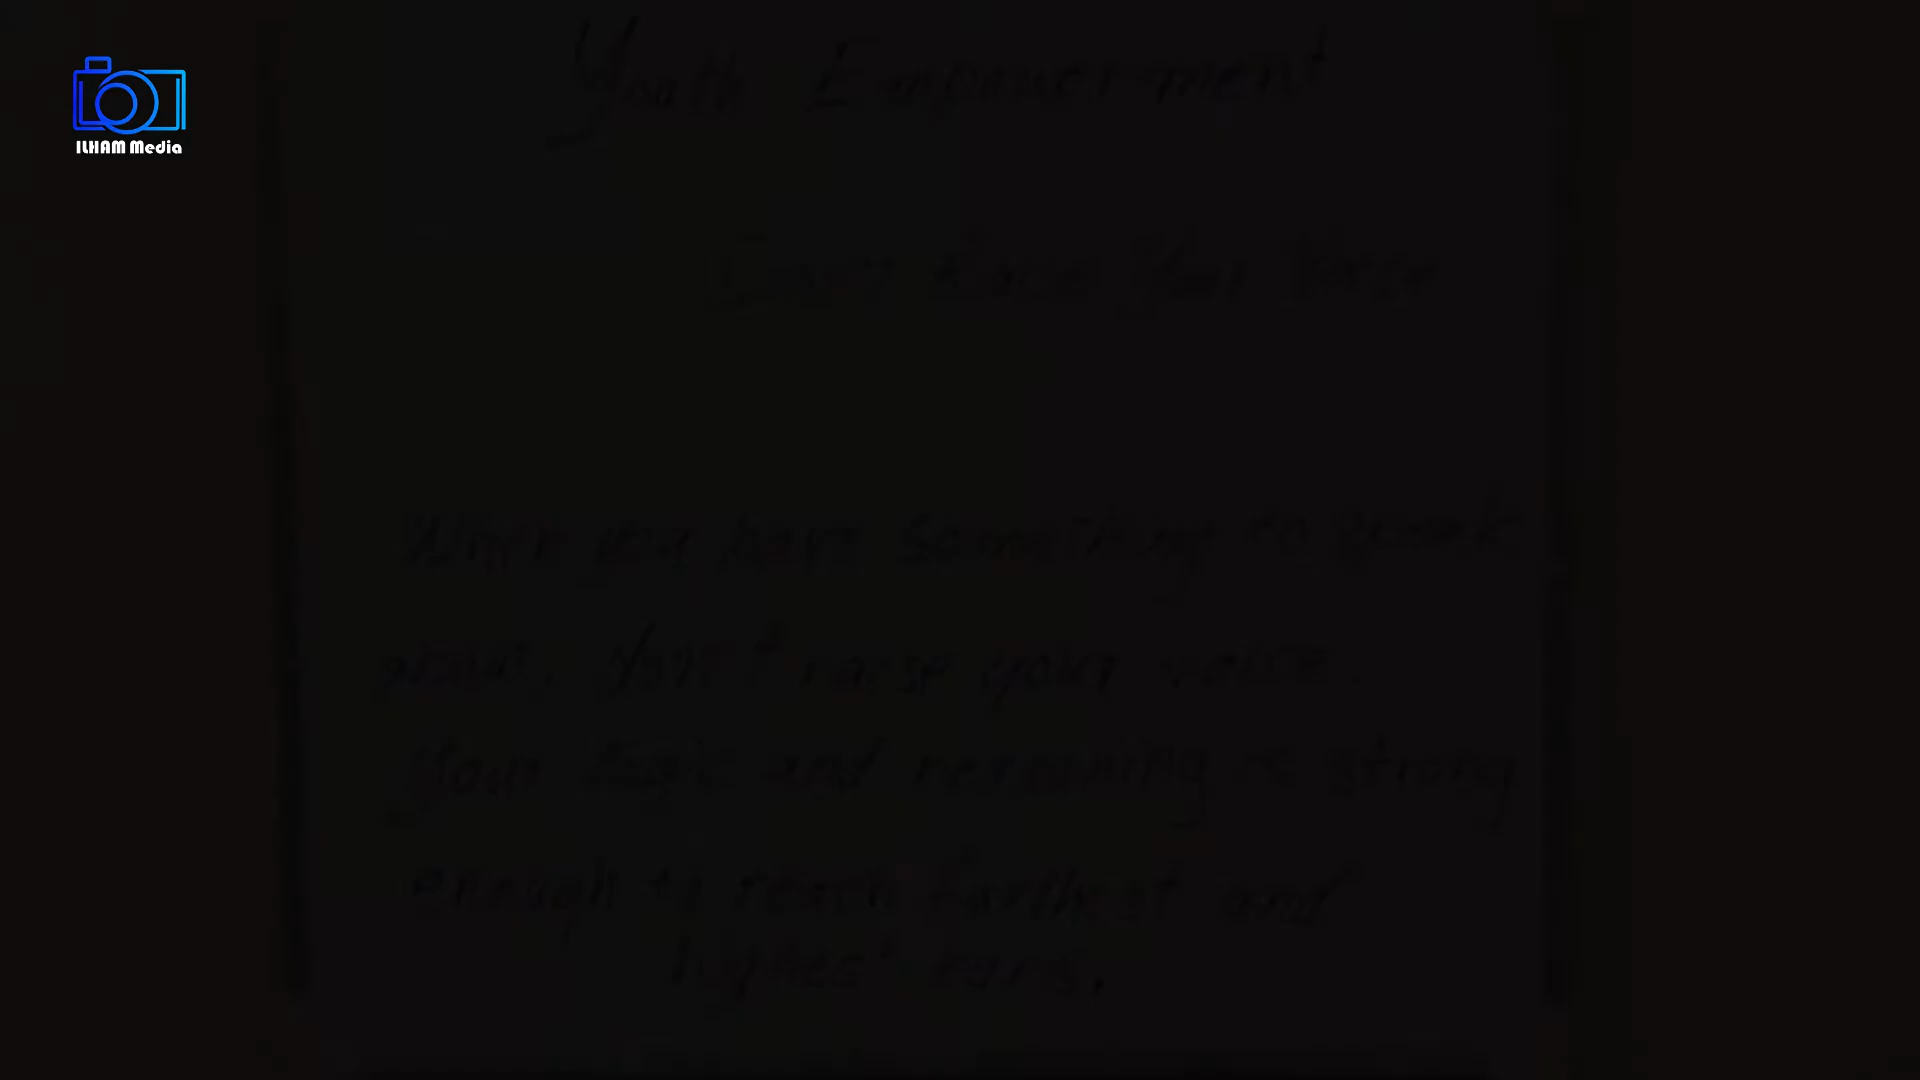 ILHAM Media
Youth Empowerment
Don't Raise Your Voice
When you have something to speak
about, don't raise your voice.
Your logic and reasoning is strong
enough to reach farthest and
highest ears.